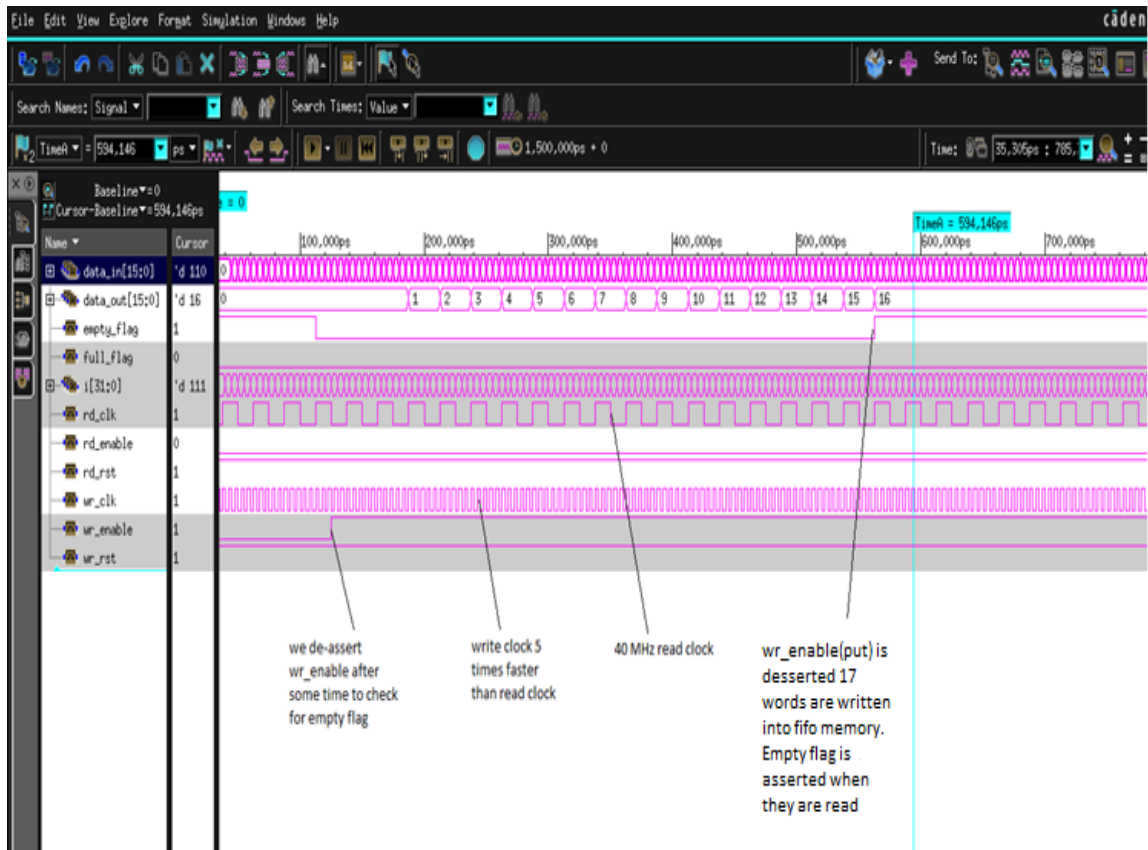 File Edit View Explore Format Simulation Windows Help cāden
Send To:
Search Names: Signal Search Times: Value
TimeA = 594,146 ps 1,500,000ps + 0 Time: 35,305ps : 785,
Baseline=0
Cursor-Baseline=594,146ps
= 0
TimeA = 594,146ps
Name Cursor
100,000ps 200,000ps 300,000ps 400,000ps 500,000ps 600,000ps 700,000ps
data_in[15:0] 'd 110 0
data_out[15:0] 'd 16 0 1 2 3 4 5 6 7 8 9 10 11 12 13 14 15 16
empty_flag 1
full_flag 0
i[31:0] 'd 111
rd_clk 1
rd_enable 0
rd_rst 1
wr_clk 1
wr_enable 1
wr_rst 1
we de-assert
wr_enable after
some time to check
for empty flag
write clock 5
times faster
than read clock
40 MHz read clock
wr_enable(put) is
desserted 17
words are written
into fifo memory.
Empty flag is
asserted when
they are read